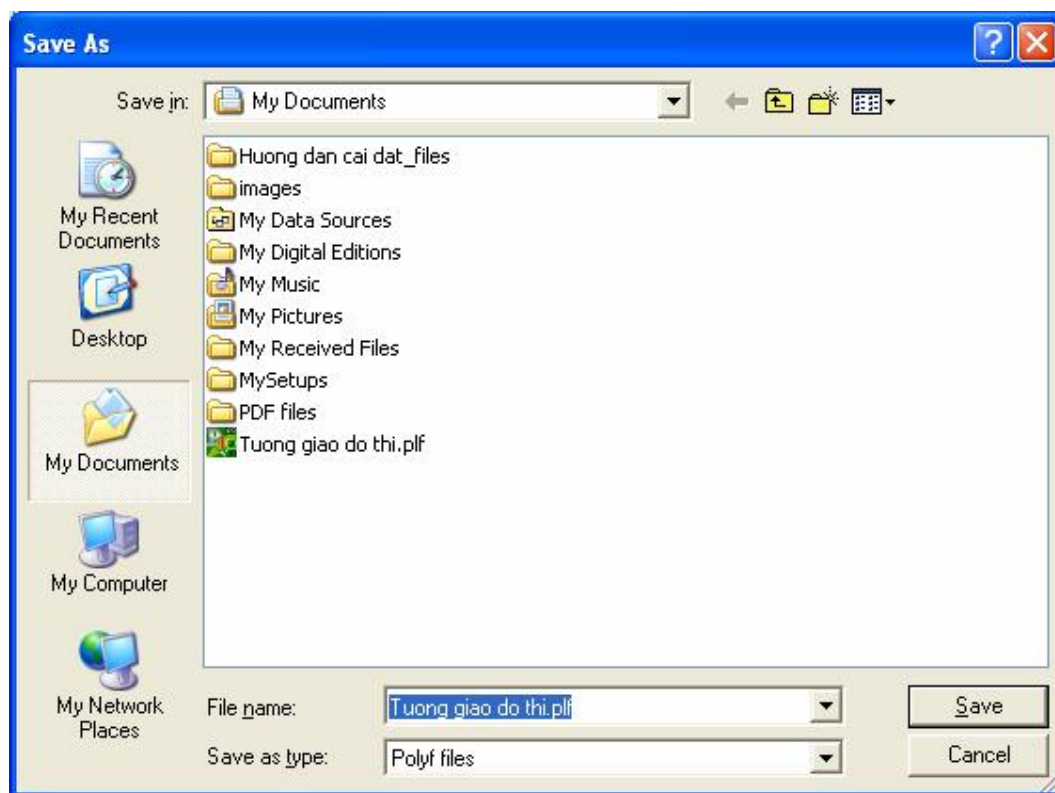 Save As
Save in:
My Documents
My Recent
Documents
Desktop
My Documents
My Computer
My Network
Places
Huong dan cai dat_files
images
My Data Sources
My Digital Editions
My Music
My Pictures
My Received Files
MySetups
PDF files
Tuong giao do thi.plf
File name:
Tuong giao do thi.plf
Save
Save as type:
Polyf files
Cancel